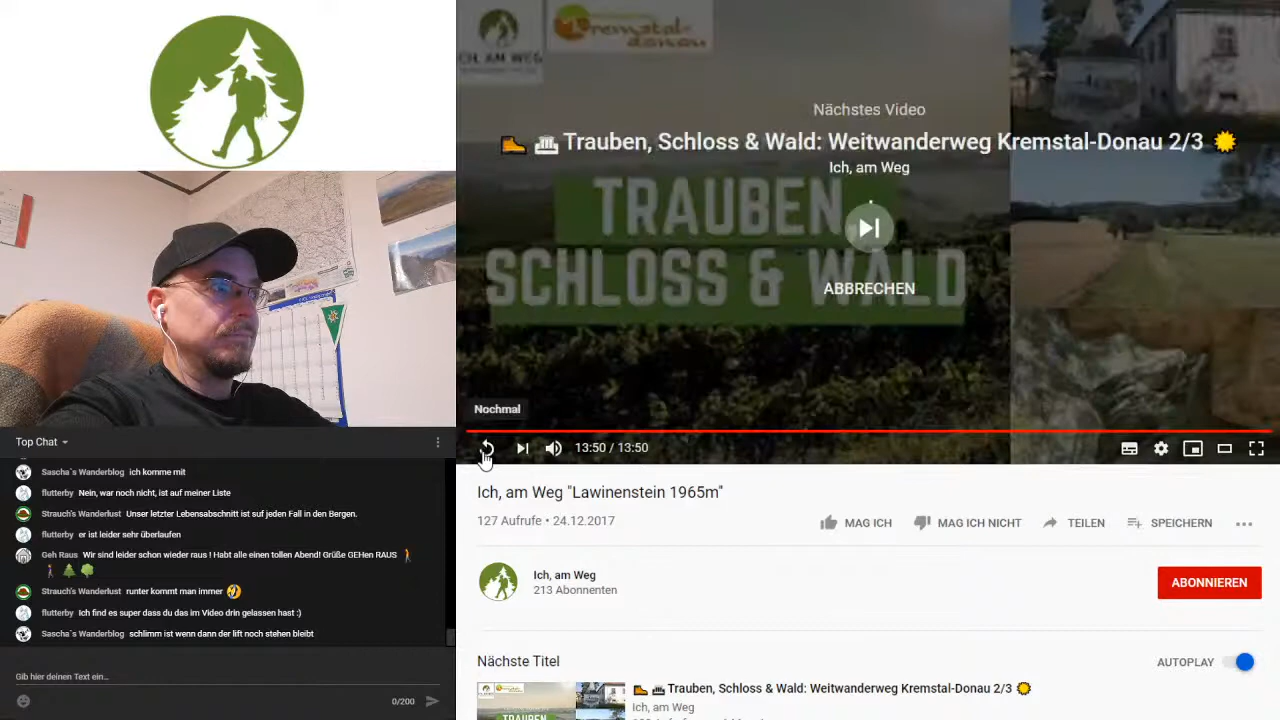 Top Chat
Sascha`s Wanderblog ich komme mit
flutterby Nein, war noch nicht, ist auf meiner Liste
Strauch's Wanderlust Unser letzter Lebensabschnitt ist suf jeden Fall in den Bergen.
flutterby er ist leider sehr überlaufen
Geh Raus Wir sind leider schon wieder raus ! Habt alle einen tollen Abend! Grüße GEHen RAUS 🚶
🚶‍♀️ 🌲 🌳
Strauch's Wanderlust runter kommt man immer 🤣
flutterby Ich find es super dass du das im Video drin gelassen hast :)
Sascha`s Wanderblog schlimm ist wenn dann der lift noch stehen bleibt
Gib hier deinen Text ein...
0/200
ICH, AM WEG
Kremstal-
donau
Nächstes Video
🥾 🏛 Trauben, Schloss & Wald: Weitwanderweg Kremstal-Donau 2/3 🌞
Ich, am Weg
TRAUBEN,
SCHLOSS & WALD
ABBRECHEN
Nochmal
13:50 / 13:50
Ich, am Weg "Lawinenstein 1965m"
127 Aufrufe • 24.12.2017
MAG ICH
MAG ICH NICHT
TEILEN
SPEICHERN
Ich, am Weg
213 Abonnenten
ABONNIEREN
Nächste Titel
AUTOPLAY
🥾 🏛 Trauben, Schloss & Wald: Weitwanderweg Kremstal-Donau 2/3 🌞
Ich, am Weg
TRAUBEN